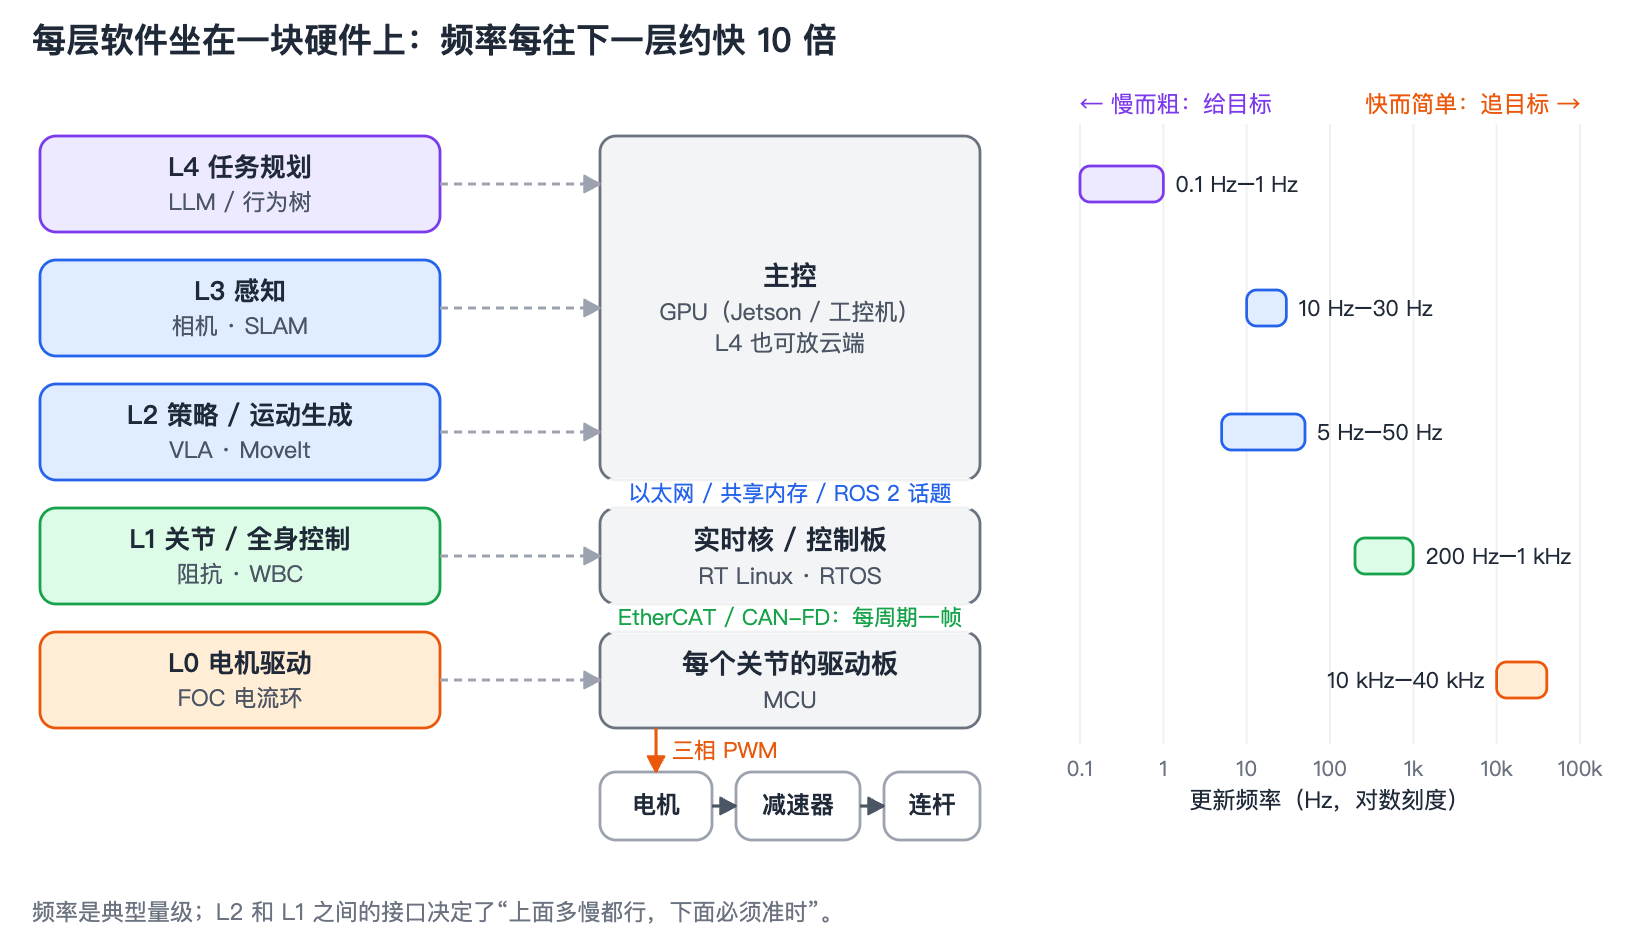 每层软件坐在一块硬件上：频率每往下一层约快 10 倍
← 慢而粗：给目标
快而简单：追目标 →
L4 任务规划
LLM / 行为树
L3 感知
相机 · SLAM
L2 策略 / 运动生成
VLA · MoveIt
L1 关节 / 全身控制
阻抗 · WBC
L0 电机驱动
FOC 电流环
主控
GPU（Jetson / 工控机）
L4 也可放云端
以太网 / 共享内存 / ROS 2 话题
实时核 / 控制板
RT Linux · RTOS
EtherCAT / CAN-FD：每周期一帧
每个关节的驱动板
MCU
三相 PWM
电机
减速器
连杆
0.1 Hz–1 Hz
10 Hz–30 Hz
5 Hz–50 Hz
200 Hz–1 kHz
10 kHz–40 kHz
0.1 1 10 100 1k 10k 100k
更新频率（Hz，对数刻度）
频率是典型量级；L2 和 L1 之间的接口决定了“上面多慢都行，下面必须准时”。